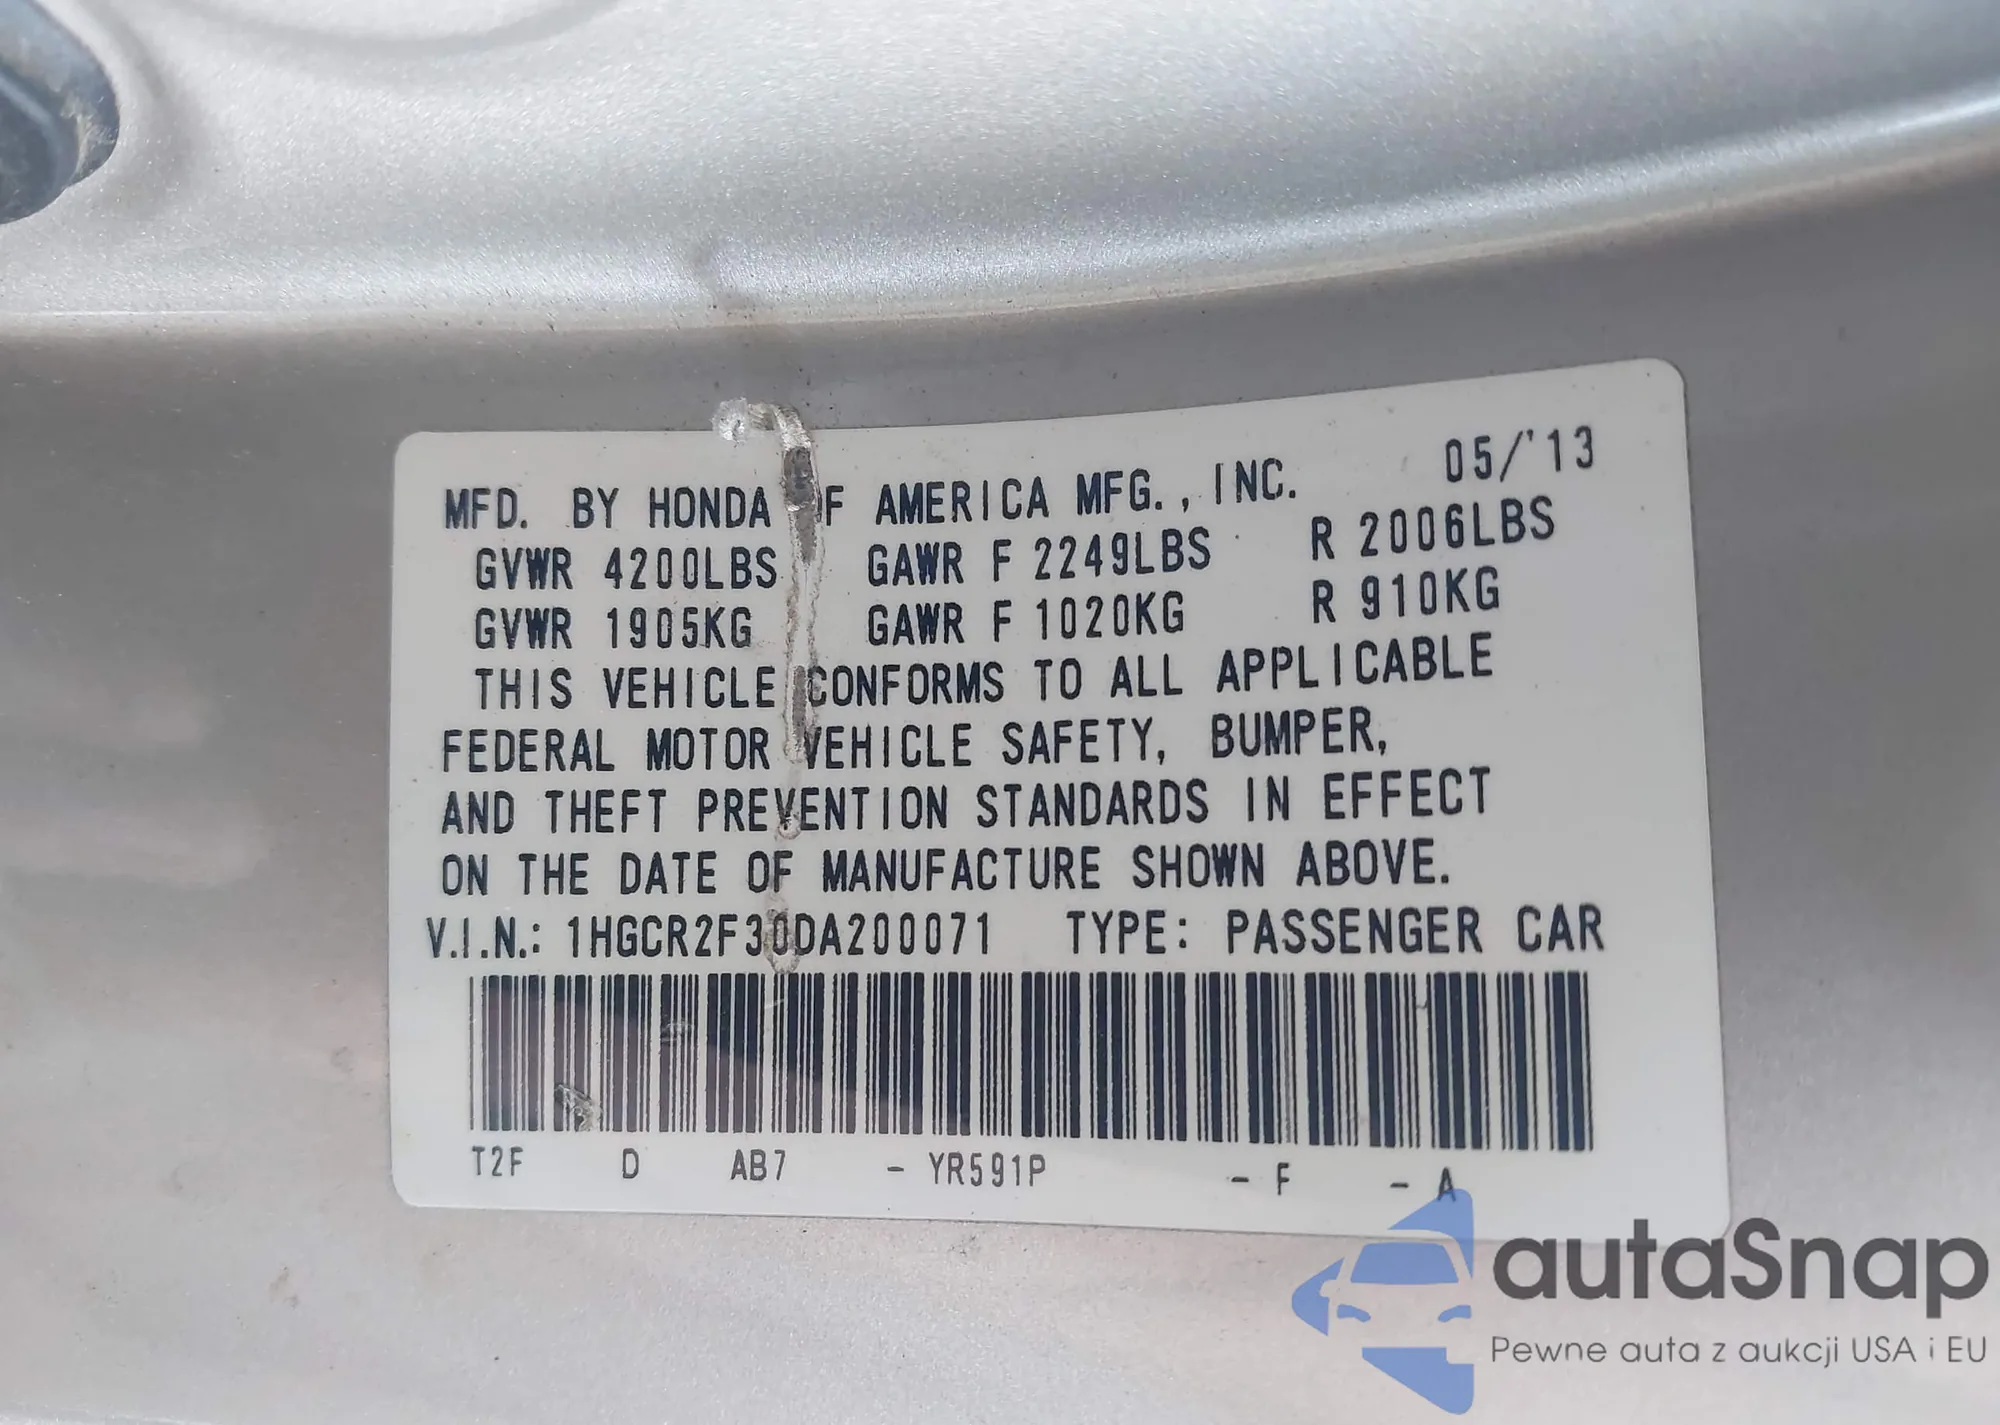 MFD. BY HONDA OF AMERICA MFG., INC. 05/'13
GVWR 4200LBS GAWR F 2249LBS R 2006LBS
GVWR 1905KG GAWR F 1020KG R 910KG
THIS VEHICLE CONFORMS TO ALL APPLICABLE
FEDERAL MOTOR VEHICLE SAFETY, BUMPER,
AND THEFT PREVENTION STANDARDS IN EFFECT
ON THE DATE OF MANUFACTURE SHOWN ABOVE.
V.I.N.: 1HGCR2F30DA200071 TYPE: PASSENGER CAR
T2F D AB7 - YR591P - F - A
autaSnap
Pewne auta z aukcji USA i EU